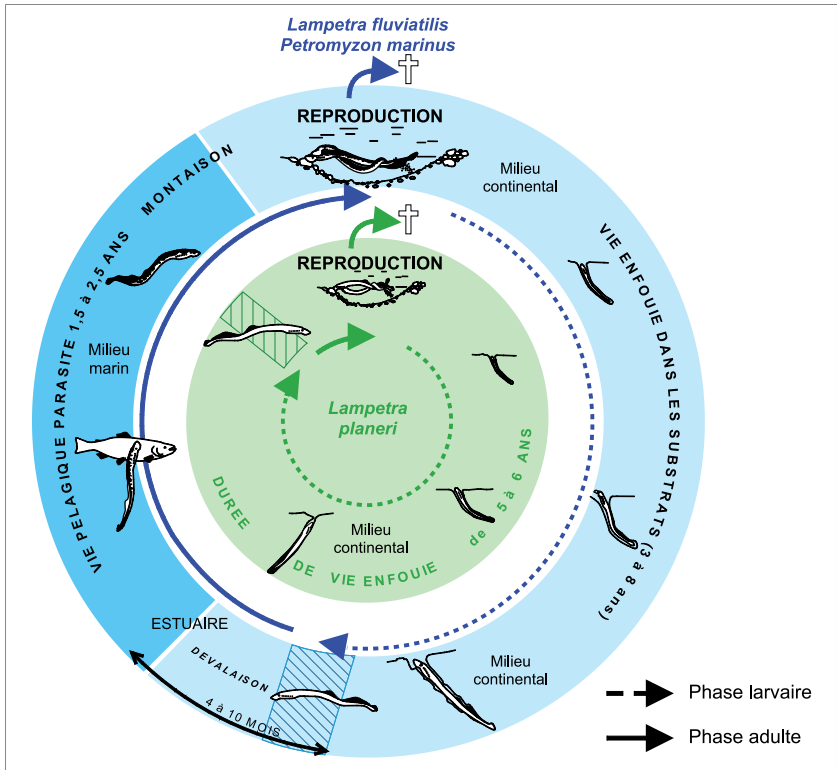 Lampetra fluviatilis
Petromyzon marinus
REPRODUCTION
Milieu
continental
MONTAISON
VIE PELAGIQUE PARASITE 1,5 à 2,5 ANS
Milieu
marin
VIE ENFOUIE DANS LES SUBSTRATS (3 à 8 ans)
REPRODUCTION
Lampetra
planeri
DUREE DE VIE ENFOUIE de 5 à 6 ANS
Milieu
continental
ESTUAIRE
DEVALAISON
4 à 10 MOIS
Milieu
continental
Phase larvaire
Phase adulte